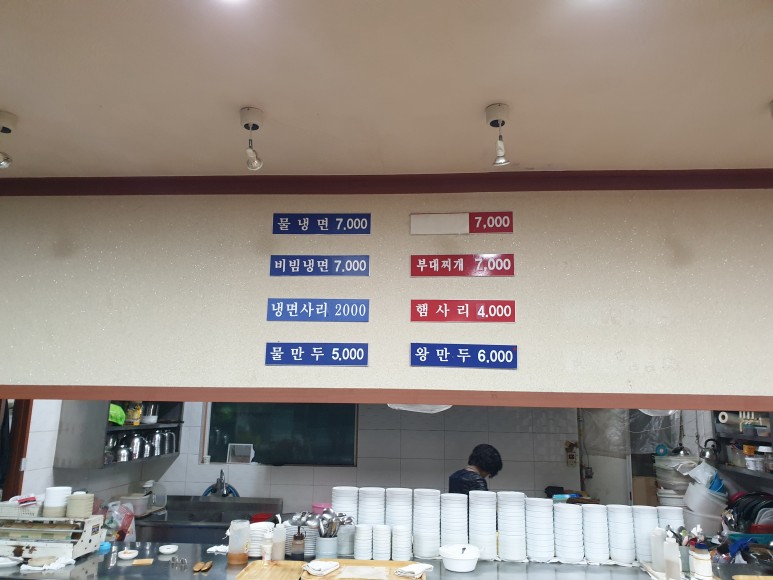 물냉면 7,000
비빔냉면 7,000
냉면사리 2000
물만두 5,000
7,000
부대찌개 7,000
햄사리 4,000
왕만두 6,000